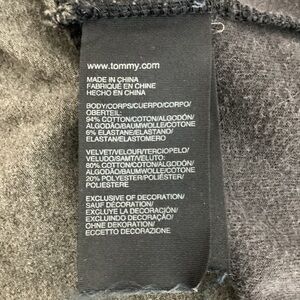 www.tommy.com
MADE IN CHINA
FABRIQUÉ EN CHINE
HECHO EN CHINA
BODY/CORPS/CUERPO/CORPO/
OBERTEIL:
94% COTTON/COTON/ALGODÓN/
ALGODÃO/BAUMWOLLE/COTONE
6% ELASTANE/ELASTANO/
ELASTAN/ELASTOMERO
VELVET/VELOUR/TERCIOPELO/
VELUDO/SAMT/VELUTO:
80% COTTON/COTON/ALGODÓN/
ALGODÃO/BAUMWOLLE/COTONE
20% POLYESTER/POLIÉSTER/
POLIESTERE
EXCLUSIVE OF DECORATION/
SAUF DÉCORATION/
EXCLUYE LA DECORACIÓN/
EXCLUINDO DECORAÇÃO/
OHNE DEKORATION/
ECCETTO DECORAZIONE